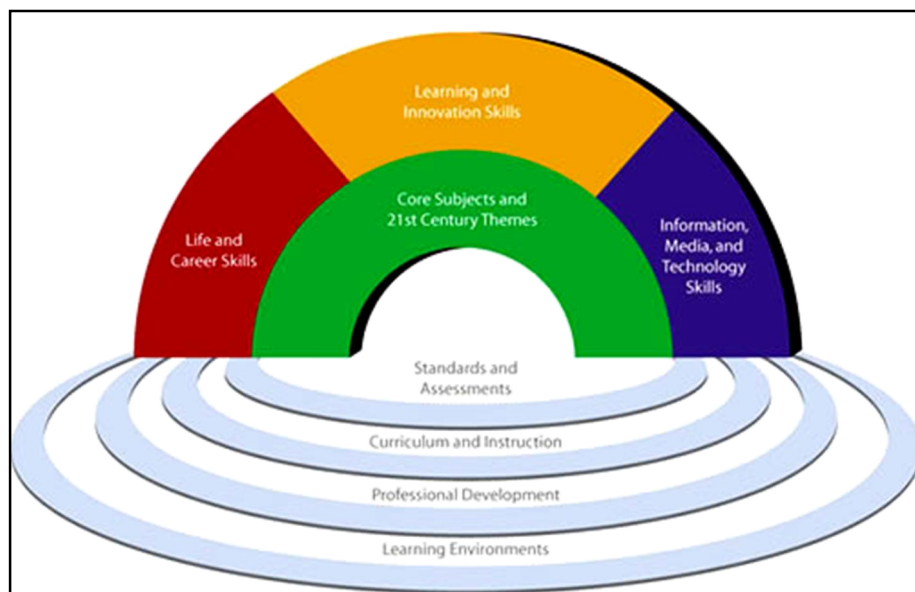 Learning and
Innovation Skills
Core Subjects and
21st Century Themes
Life and
Career Skills
Information,
Media, and
Technology
Skills
Standards and
Assessments
Curriculum and Instruction
Professional Development
Learning Environments